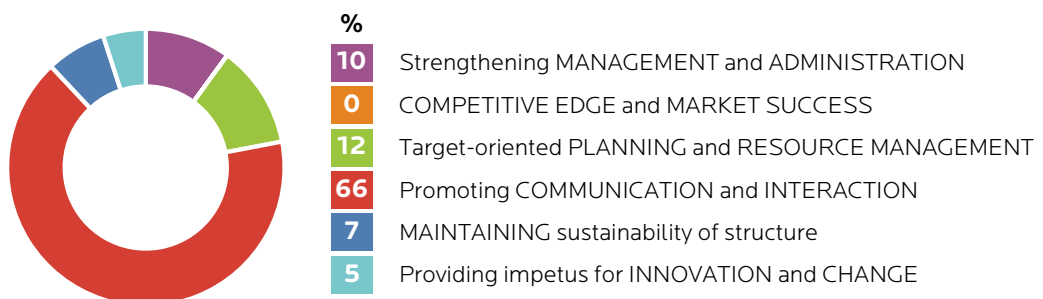 %
10 Strengthening MANAGEMENT and ADMINISTRATION
0 COMPETITIVE EDGE and MARKET SUCCESS
12 Target-oriented PLANNING and RESOURCE MANAGEMENT
66 Promoting COMMUNICATION and INTERACTION
7 MAINTAINING sustainability of structure
5 Providing impetus for INNOVATION and CHANGE